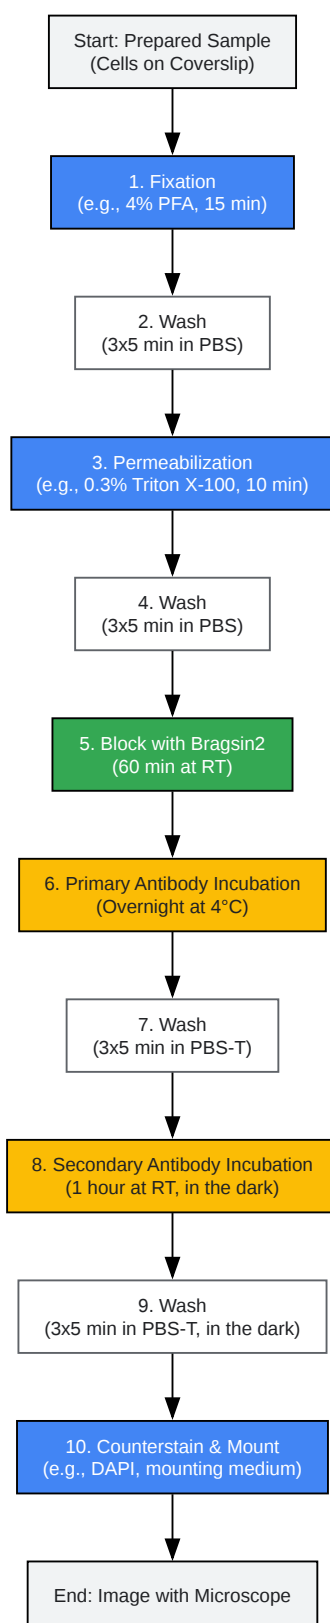 Start: Prepared Sample
(Cells on Coverslip)
1. Fixation
(e.g., 4% PFA, 15 min)
2. Wash
(3x5 min in PBS)
3. Permeabilization
(e.g., 0.3% Triton X-100, 10 min)
4. Wash
(3x5 min in PBS)
5. Block with Bragsin2
(60 min at RT)
6. Primary Antibody Incubation
(Overnight at 4°C)
7. Wash
(3x5 min in PBS-T)
8. Secondary Antibody Incubation
(1 hour at RT, in the dark)
9. Wash
(3x5 min in PBS-T, in the dark)
10. Counterstain & Mount
(e.g., DAPI, mounting medium)
End: Image with Microscope